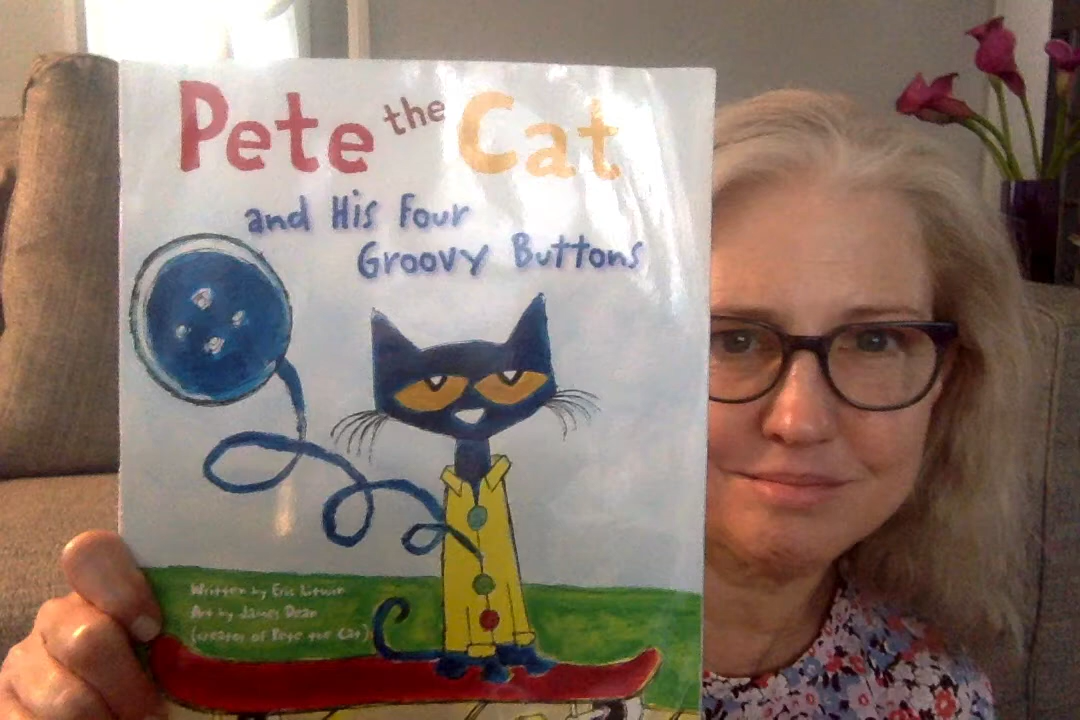 Pete the Cat
and His Four
Groovy Buttons
Written by Eric Litwin
Art by James Dean
(creator of Pete the Cat)